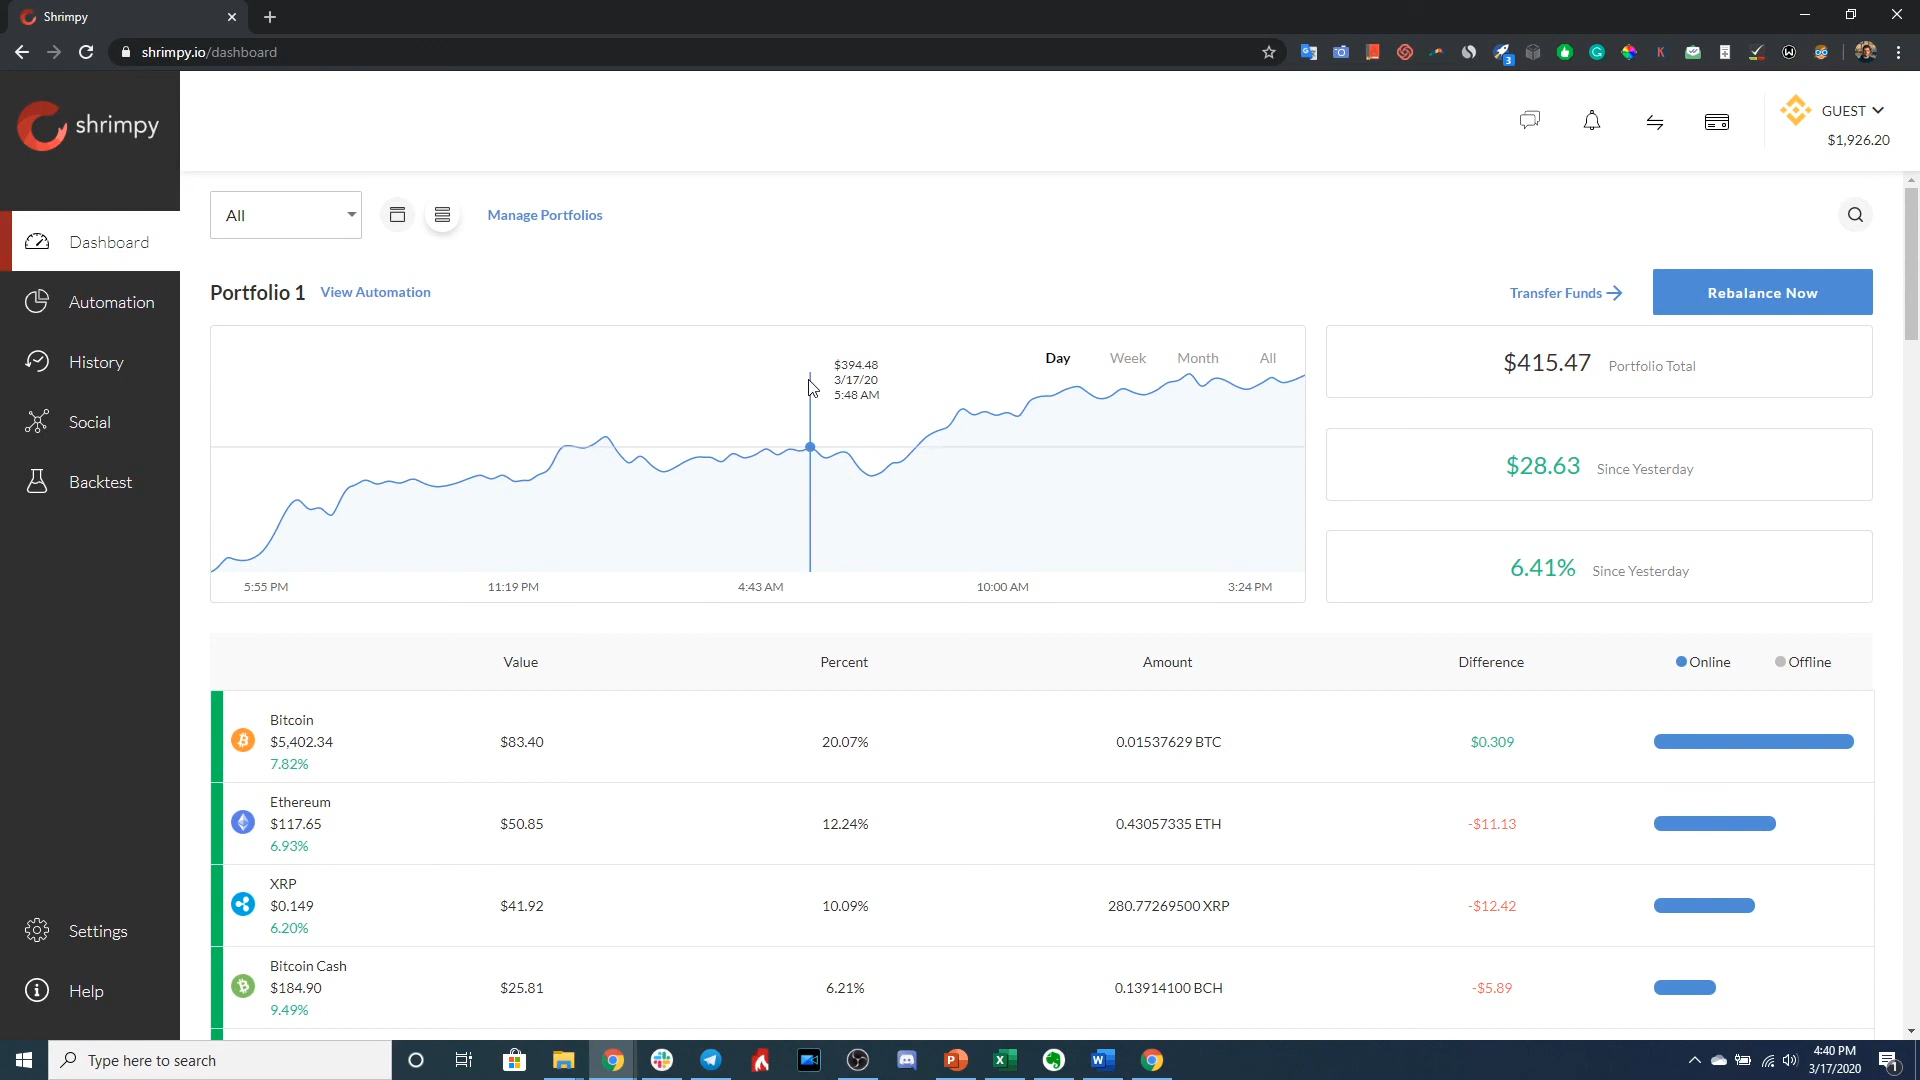 Shrimpy
shrimpy.io/dashboard
3
shrimpy
GUEST
$1,926.20
All
Manage Portfolios
Dashboard
Automation
History
Social
Backtest
Settings
Help
Portfolio 1 View Automation
Transfer Funds
Rebalance Now
$394.48
3/17/20
5:48 AM
Day Week Month All
5:55 PM 11:19 PM 4:43 AM 10:00 AM 3:24 PM
$415.47 Portfolio Total
$28.63 Since Yesterday
6.41% Since Yesterday
Value Percent Amount Difference Online Offline
Bitcoin
$5,402.34 $83.40 20.07% 0.01537629 BTC $0.309
7.82%
Ethereum
$117.65 $50.85 12.24% 0.43057335 ETH -$11.13
6.93%
XRP
$0.149 $41.92 10.09% 280.77269500 XRP -$12.42
6.20%
Bitcoin Cash
$184.90 $25.81 6.21% 0.13914100 BCH -$5.89
9.49%
Type here to search
4:40 PM
3/17/2020
1